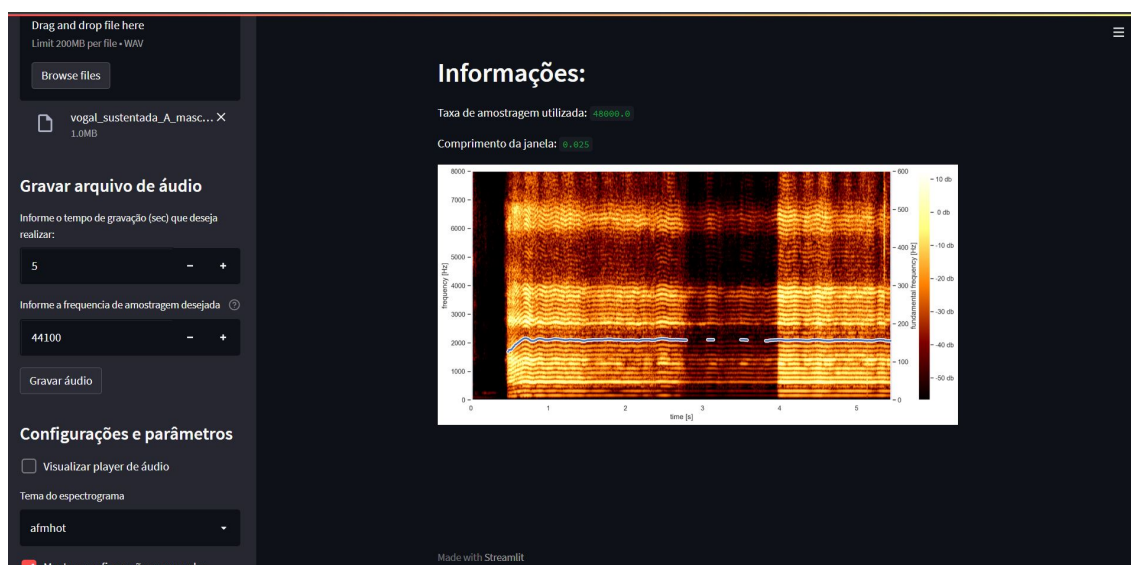 Drag and drop file here
Limit 200MB per file • WAV
Browse files
vogal_sustentada_A_masc... X
1.0MB
Gravar arquivo de áudio
Informe o tempo de gravação (sec) que deseja
realizar:
5 - +
Informe a frequencia de amostragem desejada
44100 - +
Gravar áudio
Configurações e parâmetros
Visualizar player de áudio
Tema do espectrograma
afmhot
Informações:
Taxa de amostragem utilizada: 48000.0
Comprimento da janela: 0.025
8000
7000
6000
5000
4000
3000
2000
1000
0
frequency [Hz]
0 1 2 3 4 5
time [s]
600
500
400
300
200
100
0
fundamental frequency [Hz]
10 db
0 db
-10 db
-20 db
-30 db
-40 db
-50 db
Made with Streamlit